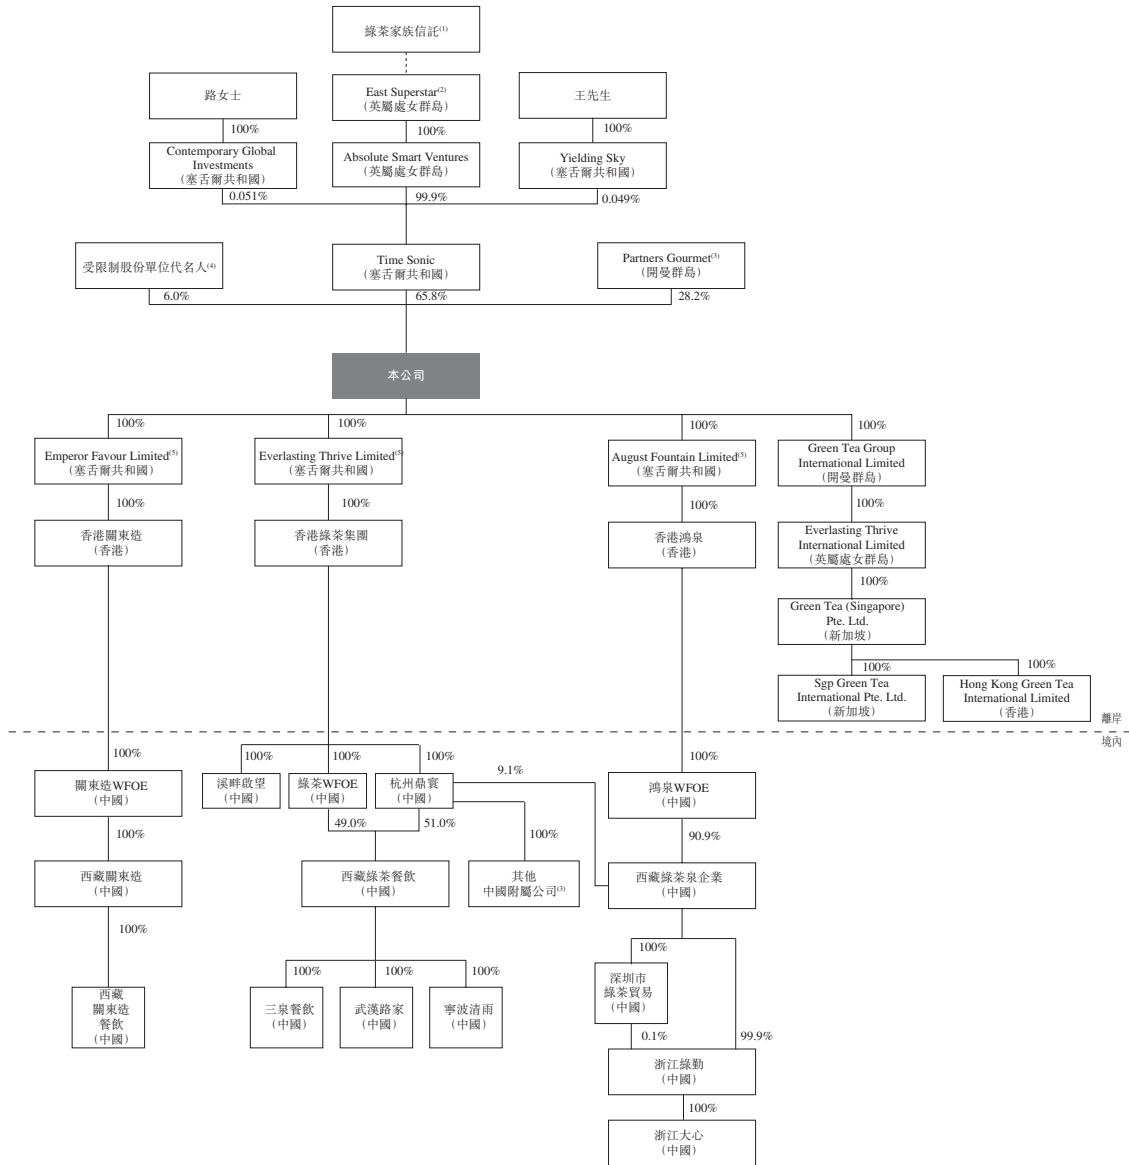 綠茶家族信託(1)
路女士
East Superstar(2)
(英屬處女群島)
王先生
100%
100%
100%
Contemporary Global
Investments
(塞舌爾共和國)
Absolute Smart Ventures
(英屬處女群島)
Yielding Sky
(塞舌爾共和國)
0.051%
99.9%
0.049%
受限制股份單位代名人(4)
Time Sonic
(塞舌爾共和國)
Partners Gourmet(3)
(開曼群島)
6.0%
65.8%
28.2%
本公司
100%
100%
100%
100%
Emperor Favour Limited(5)
(塞舌爾共和國)
Everlasting Thrive Limited(5)
(塞舌爾共和國)
August Fountain Limited(5)
(塞舌爾共和國)
Green Tea Group
International Limited
(開曼群島)
100%
100%
100%
100%
香港關東造
(香港)
香港綠茶集團
(香港)
香港鴻泉
(香港)
Everlasting Thrive
International Limited
(英屬處女群島)
100%
Green Tea (Singapore)
Pte. Ltd.
(新加坡)
100%
100%
Sgp Green Tea
International Pte. Ltd.
(新加坡)
Hong Kong Green Tea
International Limited
(香港)
離岸
境內
100%
100%
100%
100%
100%
關東造WFOE
(中國)
溪畔啟望
(中國)
綠茶WFOE
(中國)
杭州鼎寰
(中國)
9.1%
鴻泉WFOE
(中國)
49.0%
51.0%
100%
100%
90.9%
西藏關東造
(中國)
西藏綠茶餐飲
(中國)
其他
中國附屬公司(3)
西藏綠茶泉企業
(中國)
100%
100%
100%
100%
100%
西藏
關東造
餐飲
(中國)
三泉餐飲
(中國)
武漢路家
(中國)
寧波清雨
(中國)
深圳市
綠茶貿易
(中國)
0.1%
99.9%
浙江綠勤
(中國)
100%
浙江大心
(中國)